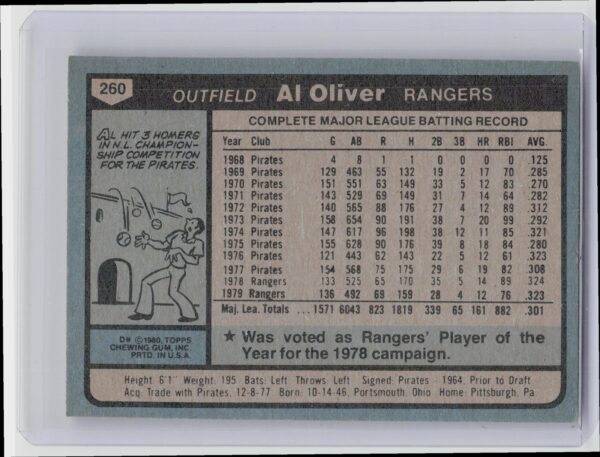 260
OUTFIELD Al Oliver RANGERS
AL HIT 3 HOMERS
IN N.L. CHAMPION-
SHIP COMPETITION
FOR THE PIRATES.
COMPLETE MAJOR LEAGUE BATTING RECORD
Year Club G AB R H 2B 3B HR RBI AVG.
1968 Pirates 4 8 1 1 0 0 0 0 .125
1969 Pirates 129 463 55 132 19 2 17 70 .285
1970 Pirates 151 551 63 149 33 5 12 83 .270
1971 Pirates 143 529 69 149 31 7 14 64 .282
1972 Pirates 140 565 88 176 27 4 12 89 .312
1973 Pirates 158 654 90 191 38 7 20 99 .292
1974 Pirates 147 617 96 198 38 12 11 85 .321
1975 Pirates 155 628 90 176 39 8 18 84 .280
1976 Pirates 121 443 62 143 22 5 12 61 .323
1977 Pirates 154 568 75 175 29 6 19 82 .308
1978 Rangers 133 525 65 170 35 5 14 89 .324
1979 Rangers 136 492 69 159 28 4 12 76 .323
Maj. Lea. Totals ... 1571 6043 823 1819 339 65 161 882 .301
★ Was voted as Rangers' Player of the
Year for the 1978 campaign.
D* © 1980, TOPPS
CHEWING GUM, INC.
PRTD. IN U.S.A.
Height: 6'1" Weight: 195 Bats: Left Throws: Left Signed: Pirates - 1964, Prior to Draft
Acq: Trade with Pirates, 12-8-77 Born: 10-14-46, Portsmouth, Ohio Home: Pittsburgh, Pa.